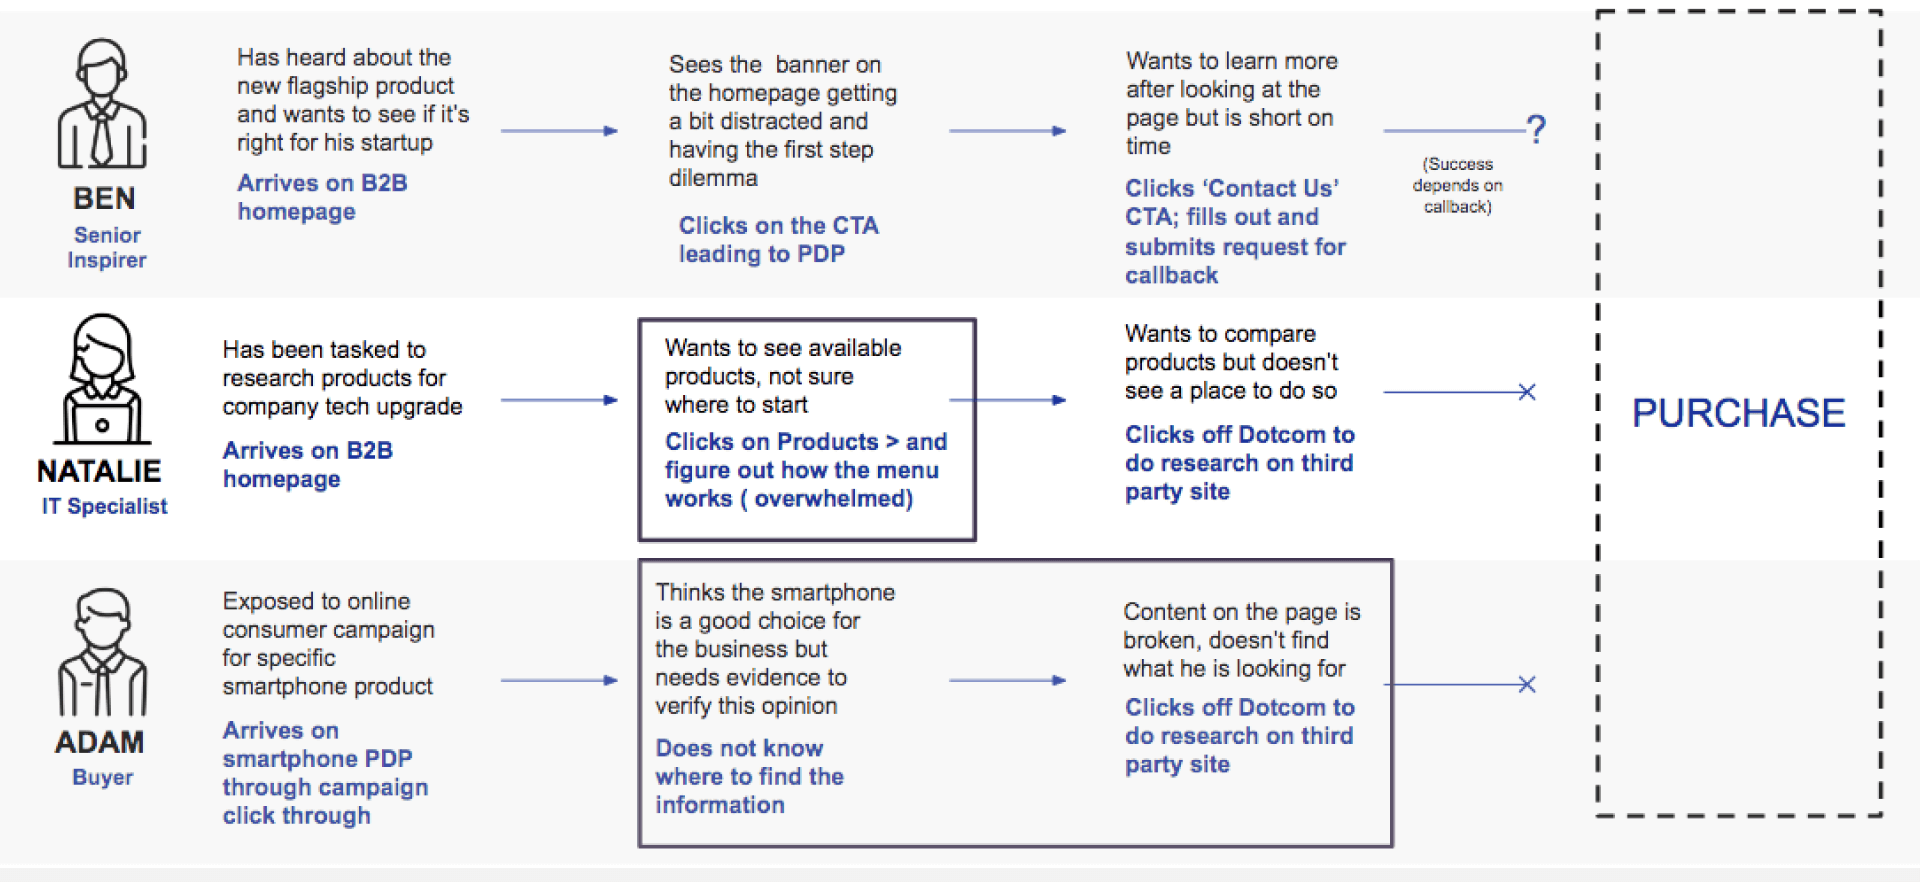 Has heard about the
new flagship product
and wants to see if it's
right for his startup
Arrives on B2B
homepage
BEN
Senior
Inspirer
Sees the banner on
the homepage getting
a bit distracted and
having the first step
dilemma
Clicks on the CTA
leading to PDP
Wants to learn more
after looking at the
page but is short on
time
Clicks ‘Contact Us’
CTA; fills out and
submits request for
callback
?
(Success
depends on
callback)
NATALIE
IT Specialist
Has been tasked to
research products for
company tech upgrade
Arrives on B2B
homepage
Wants to see available
products, not sure
where to start
Clicks on Products > and
figure out how the menu
works ( overwhelmed)
Wants to compare
products but doesn't
see a place to do so
Clicks off Dotcom to
do research on third
party site
PURCHASE
ADAM
Buyer
Exposed to online
consumer campaign
for specific
smartphone product
Arrives on
smartphone PDP
through campaign
click through
Thinks the smartphone
is a good choice for
the business but
needs evidence to
verify this opinion
Does not know
where to find the
information
Content on the page is
broken, doesn't find
what he is looking for
Clicks off Dotcom to
do research on third
party site